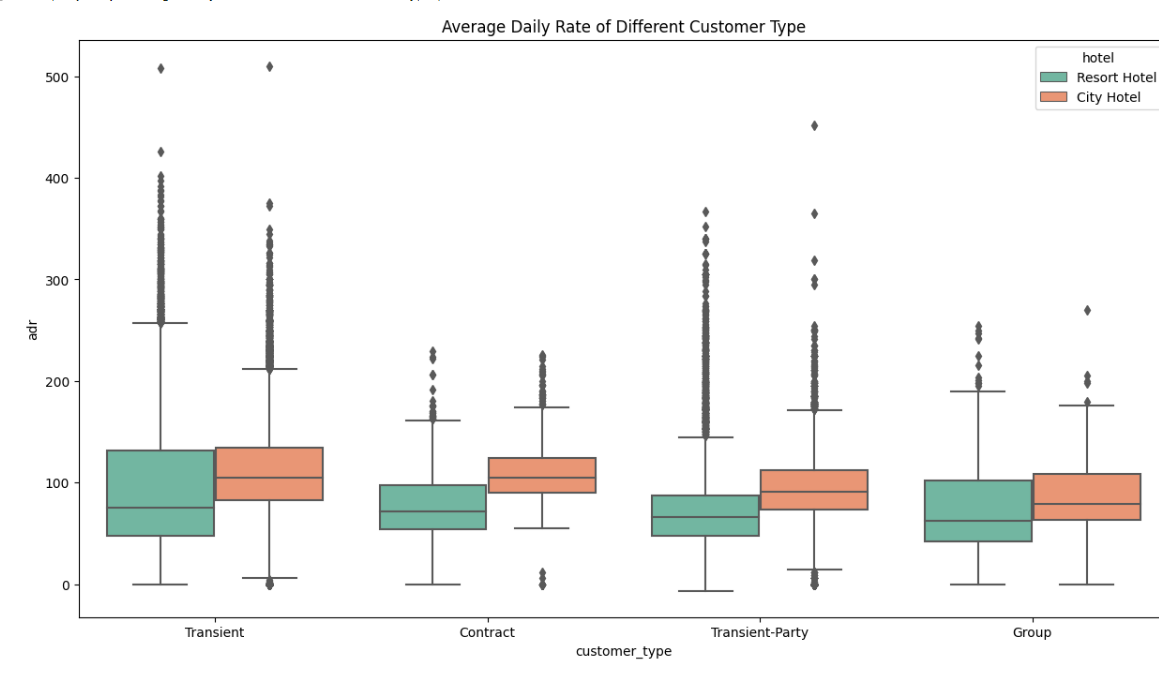 Average Daily Rate of Different Customer Type
hotel
Resort Hotel
City Hotel
500
400
300
200
100
0
adr
Transient Contract Transient-Party Group
customer_type